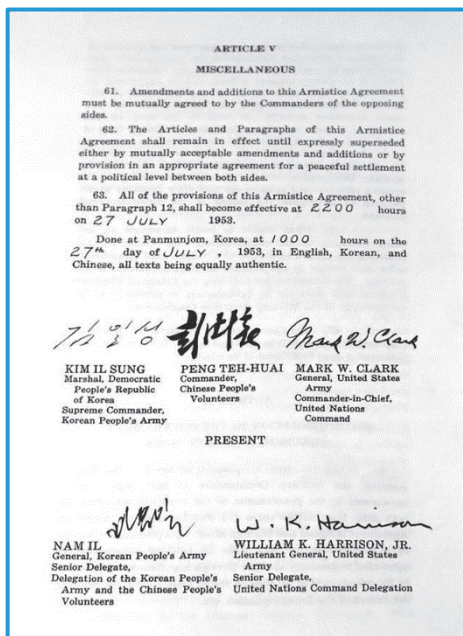 ARTICLE V
MISCELLANEOUS
61. Amendments and additions to this Armistice Agreement
must be mutually agreed to by the Commanders of the opposing
sides.
62. The Articles and Paragraphs of this Armistice
Agreement shall remain in effect until expressly superseded
either by mutually acceptable amendments and additions or by
provision in an appropriate agreement for a peaceful settlement
at a political level between both sides.
63. All of the provisions of this Armistice Agreement, other
than Paragraph 12, shall become effective at 2200 hours
on 27 JULY 1953.
Done at Panmunjom, Korea, at 1000 hours on the
27th day of JULY, 1953, in English, Korean, and
Chinese, all texts being equally authentic.
김일성 彭德懷 Mark W. Clark
KIM IL SUNG PENG TEH-HUAI MARK W. CLARK
Marshal, Democratic Commander, General, United States
People's Republic Chinese People's Army
of Korea Volunteers Commander-in-Chief,
Supreme Commander, United Nations
Korean People's Army Command
PRESENT
W. K. Harrison
NAM IL WILLIAM K. HARRISON, JR.
General, Korean People's Army Lieutenant General, United States
Senior Delegate, Army
Delegation of the Korean People's Senior Delegate,
Army and the Chinese People's United Nations Command Delegation
Volunteers